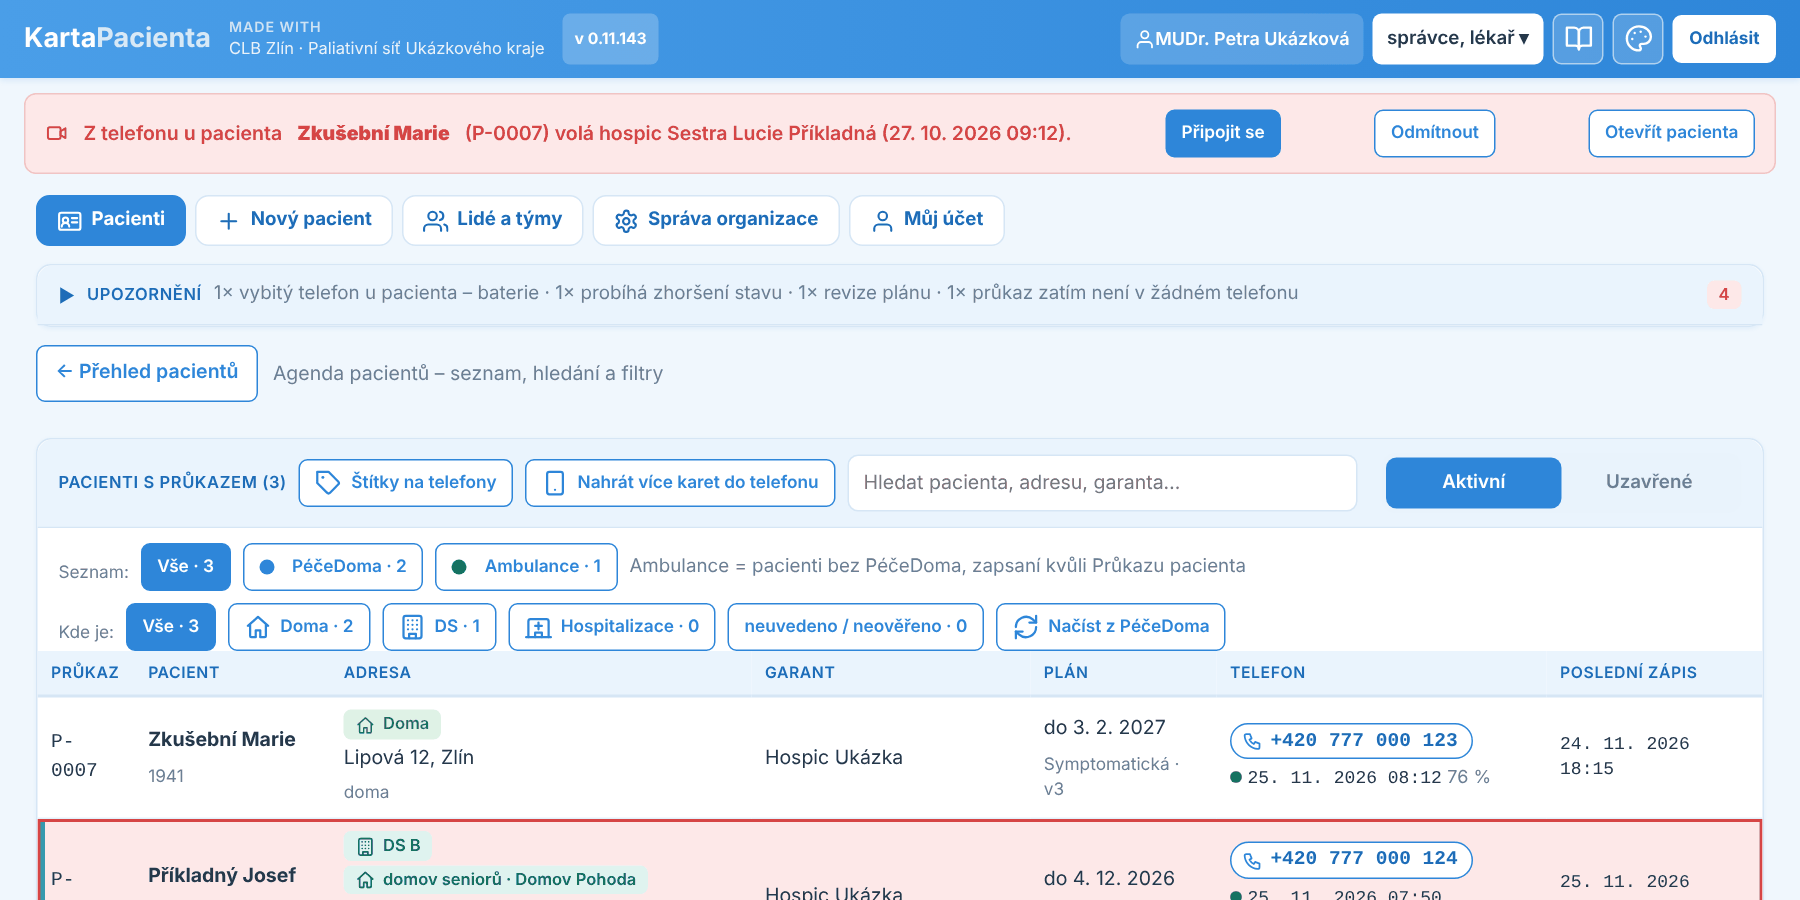 KartaPacienta
MADE WITH
CLB Zlín · Paliativní síť Ukázkového kraje
v 0.11.143
MUDr. Petra Ukázková
správce, lékař ▾
Odhlásit
Z telefonu u pacienta Zkušební Marie (P-0007) volá hospic Sestra Lucie Příkladná (27. 10. 2026 09:12).
Připojit se
Odmítnout
Otevřít pacienta
Pacienti
Nový pacient
Lidé a týmy
Správa organizace
Můj účet
▶ UPOZORNĚNÍ 1× vybitý telefon u pacienta – baterie · 1× probíhá zhoršení stavu · 1× revize plánu · 1× průkaz zatím není v žádném telefonu
4
← Přehled pacientů
Agenda pacientů – seznam, hledání a filtry
PACIENTI S PRŮKAZEM (3)
Štítky na telefony
Nahrát více karet do telefonu
Hledat pacienta, adresu, garanta...
Aktivní
Uzavřené
Seznam:
Vše · 3
PéčeDoma · 2
Ambulance · 1
Ambulance = pacienti bez PéčeDoma, zapsaní kvůli Průkazu pacienta
Kde je:
Vše · 3
Doma · 2
DS · 1
Hospitalizace · 0
neuvedeno / neověřeno · 0
Načíst z PéčeDoma
PRŮKAZ
PACIENT
ADRESA
GARANT
PLÁN
TELEFON
POSLEDNÍ ZÁPIS
P-
0007
Zkušební Marie
1941
Doma
Lipová 12, Zlín
doma
Hospic Ukázka
do 3. 2. 2027
Symptomatická ·
v3
+420 777 000 123
25. 11. 2026 08:12 76 %
24. 11. 2026
18:15
P-
Příkladný Josef
DS B
domov seniorů · Domov Pohoda
Hospic Ukázka
do 4. 12. 2026
+420 777 000 124
25. 11. 2026 07:50
25. 11. 2026